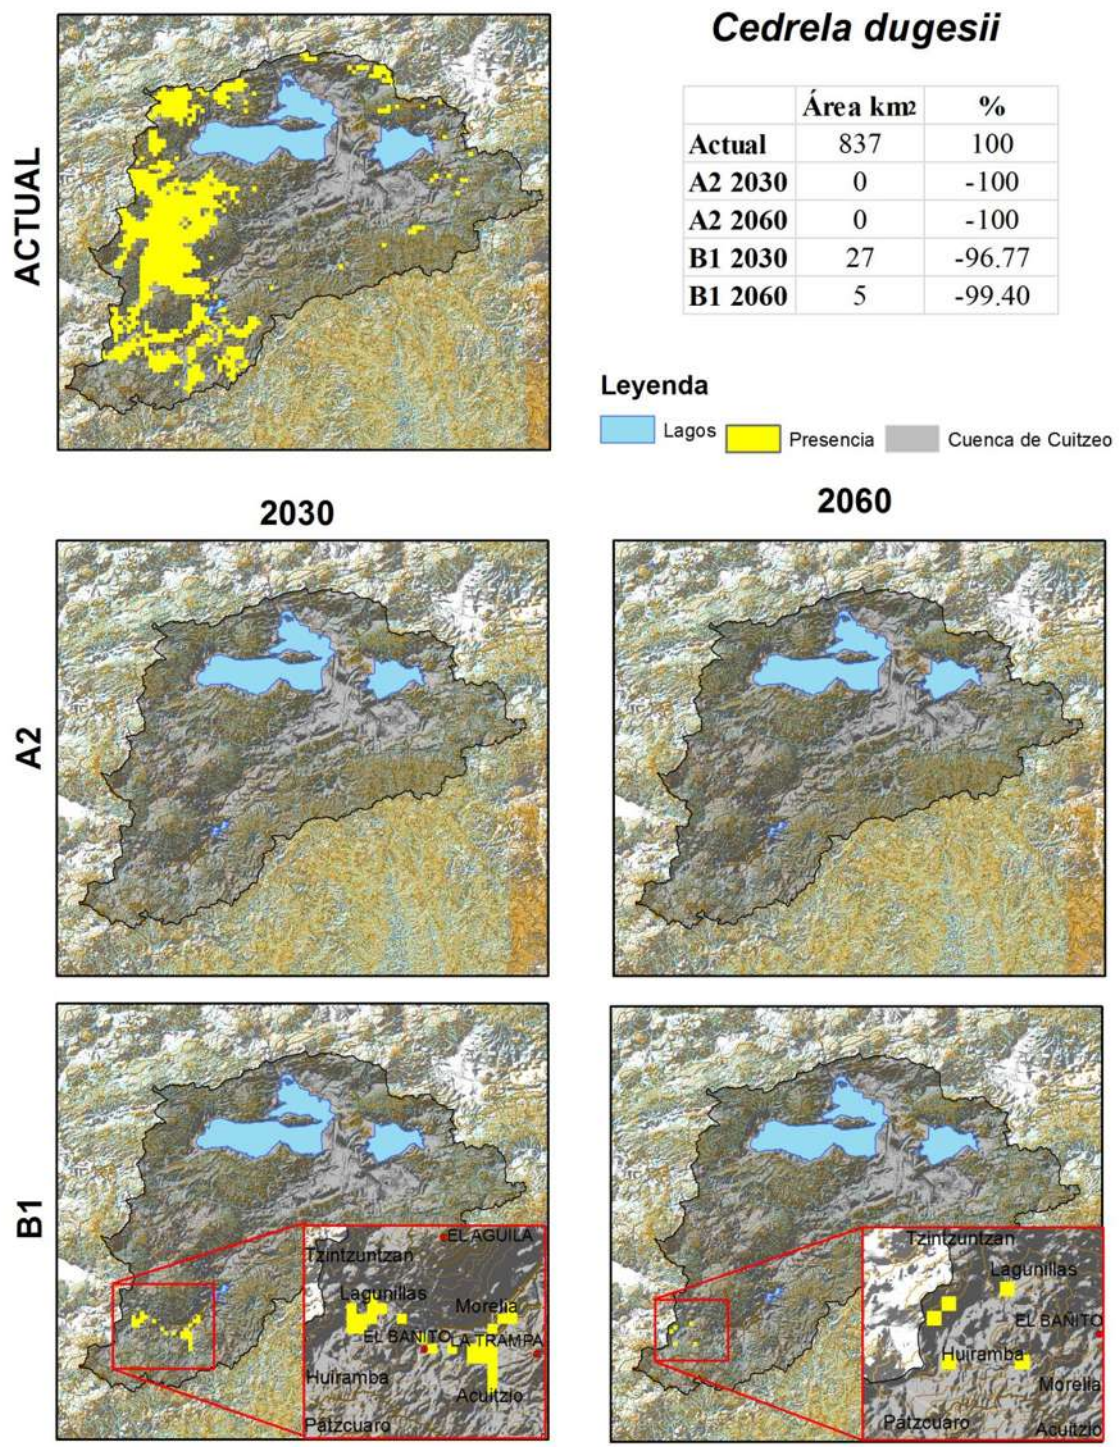 Cedrela dugesii
Área km2 %
Actual 837 100
A2 2030 0 -100
A2 2060 0 -100
B1 2030 27 -96.77
B1 2060 5 -99.40
ACTUAL
Leyenda
Lagos Presencia Cuenca de Cuitzeo
2030 2060
A2
B1
EL AGUILA
Tzintzuntzan
Lagunillas
Morelia
EL BAÑITO LA TRAMPA
Huiramba
Acuitzio
Pátzcuaro
Tzintzuntzan
Lagunillas
EL BAÑITO
Huiramba
Morelia
Pátzcuaro
Acuitzio